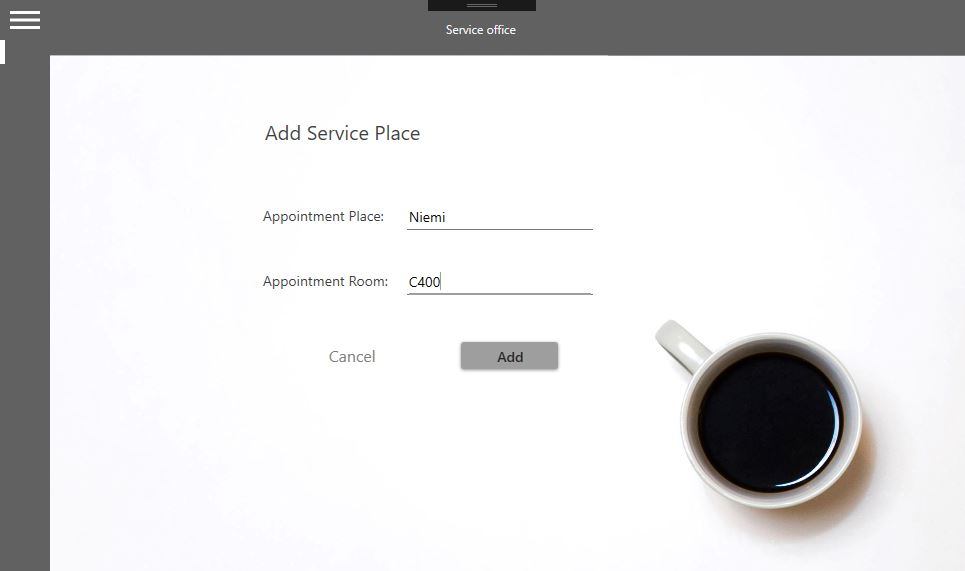 Service office
Add Service Place
Appointment Place: Niemi
Appointment Room: C400
Cancel Add